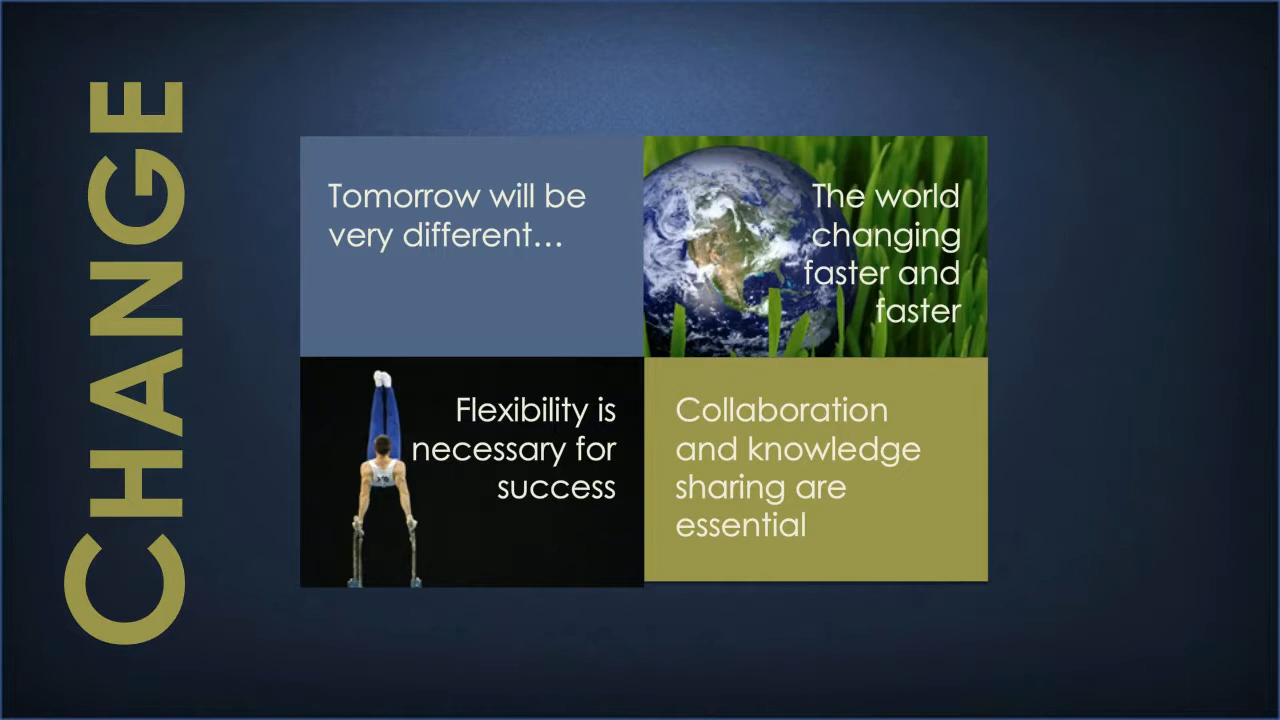 CHANGE
Tomorrow will be
very different…
The world
changing
faster and
faster
Flexibility is
necessary for
success
Collaboration
and knowledge
sharing are
essential